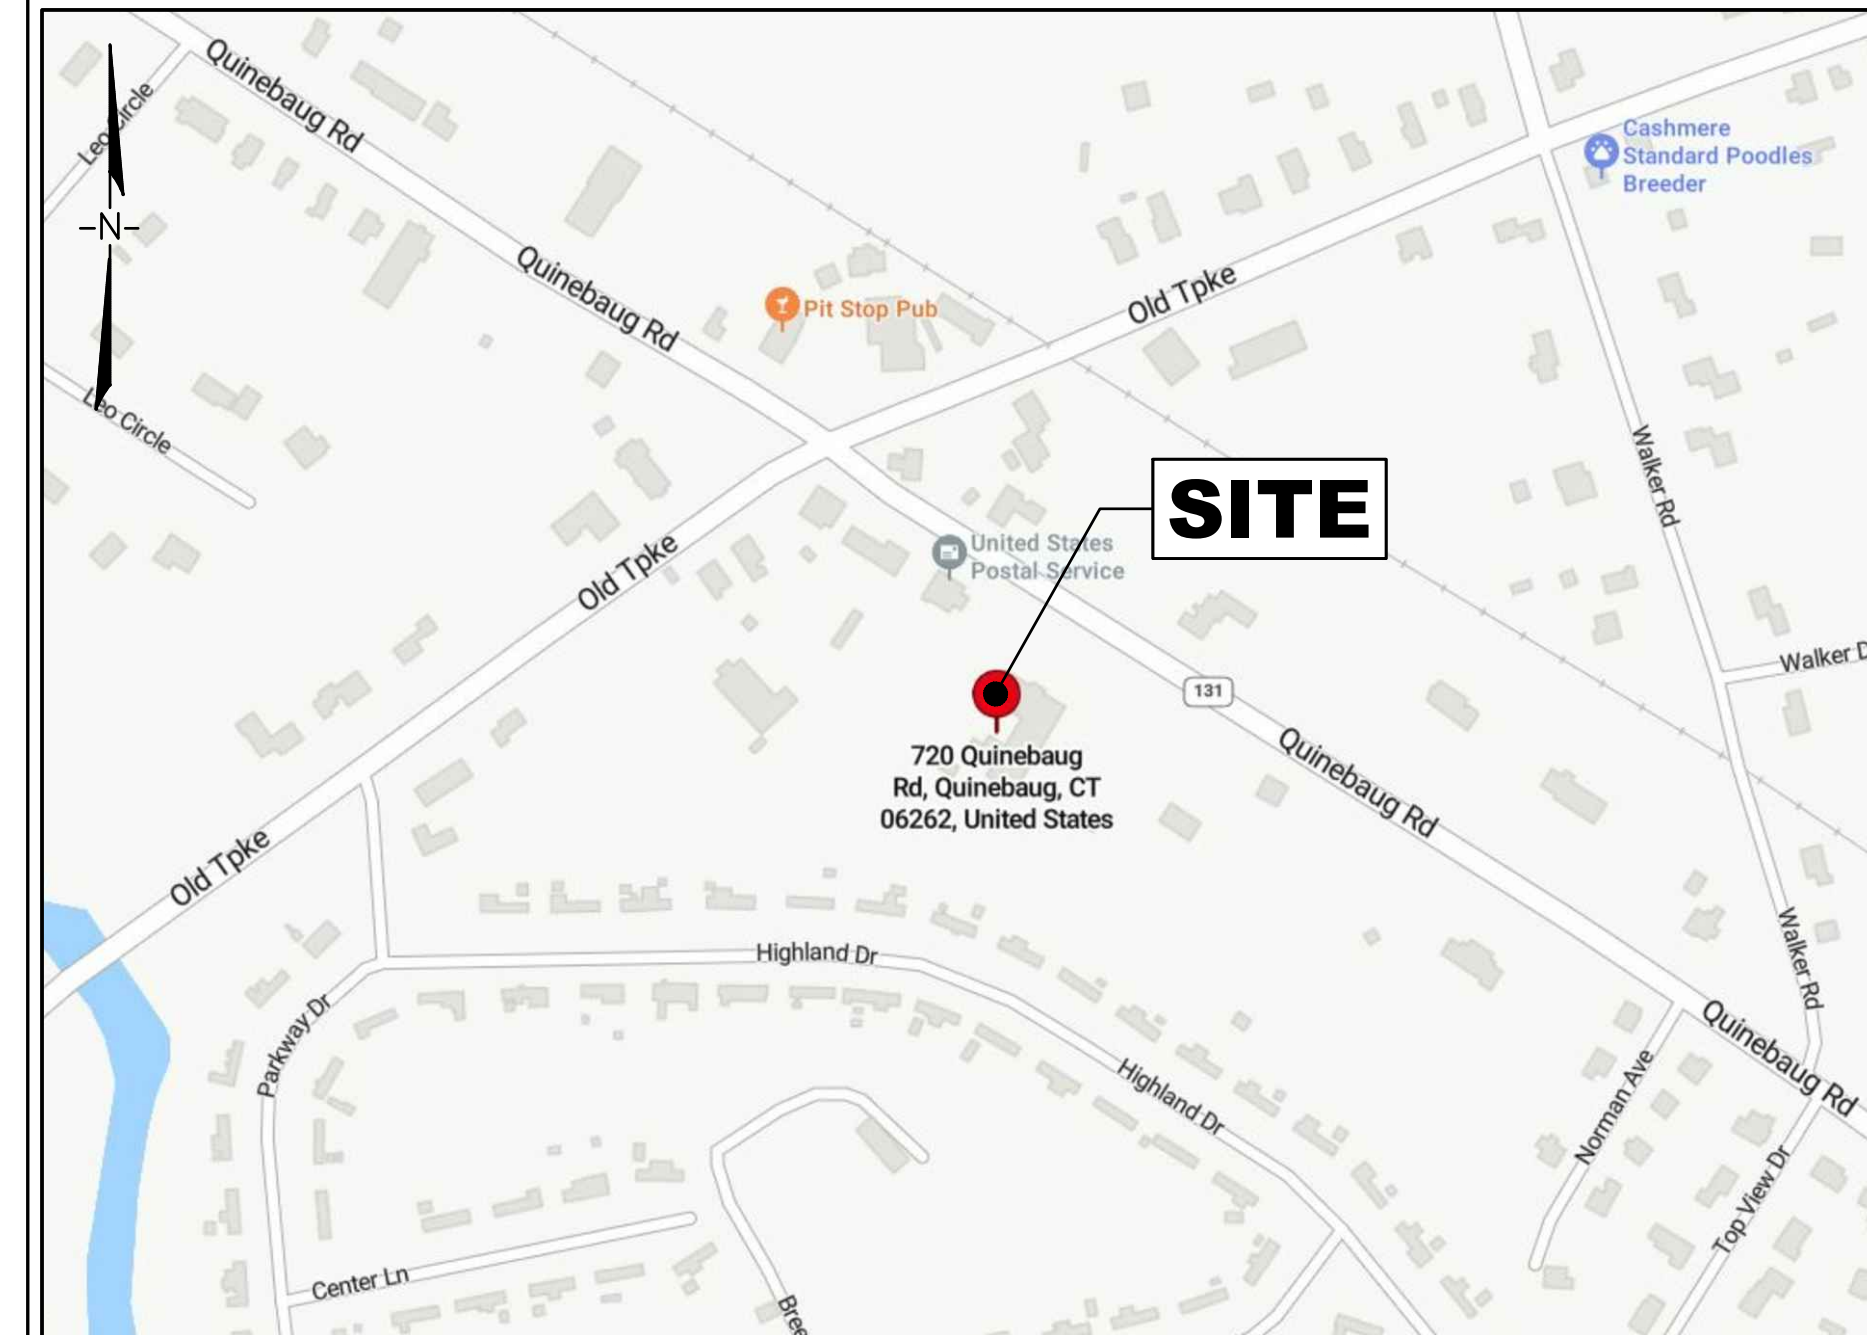 Quinebaug Rd
Leo Circle
-N-
Cashmere
Standard Poodles
Breeder
Quinebaug Rd
Old Tpke
Pit Stop Pub
Leo Circle
Walker Rd
SITE
United States
Postal Service
Old Tpke
Walker D
131
720 Quinebaug
Rd, Quinebaug, CT
06262, United States
Quinebaug Rd
Old Tpke
Walker Rd
Highland Dr
Parkway Dr
Quinebaug Rd
Highland Dr
Norman Ave
Top View Dr
Center Ln
Bree